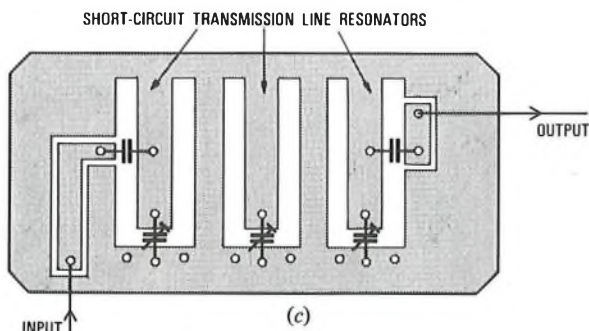 SHORT-CIRCUIT TRANSMISSION LINE RESONATORS
OUTPUT
(c)
INPUT